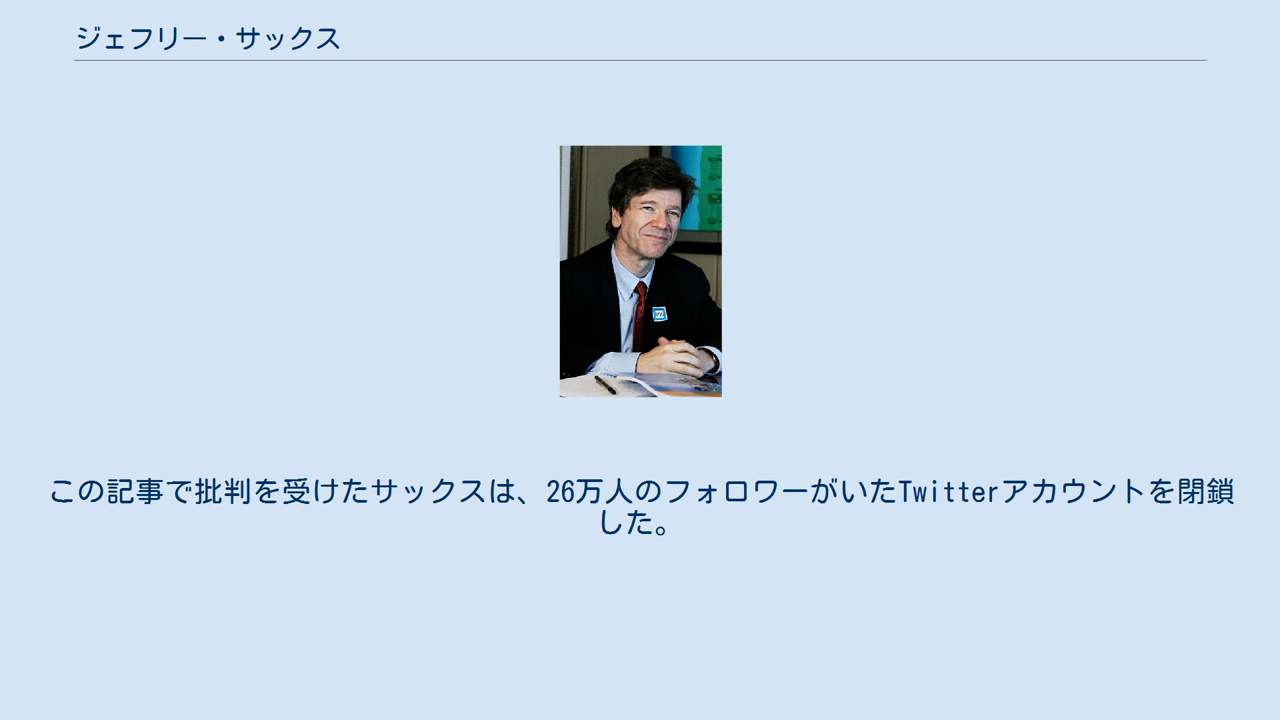 ジェフリー・サックス
この記事で批判を受けたサックスは、26万人のフォロワーがいたTwitterアカウントを閉鎖
した。